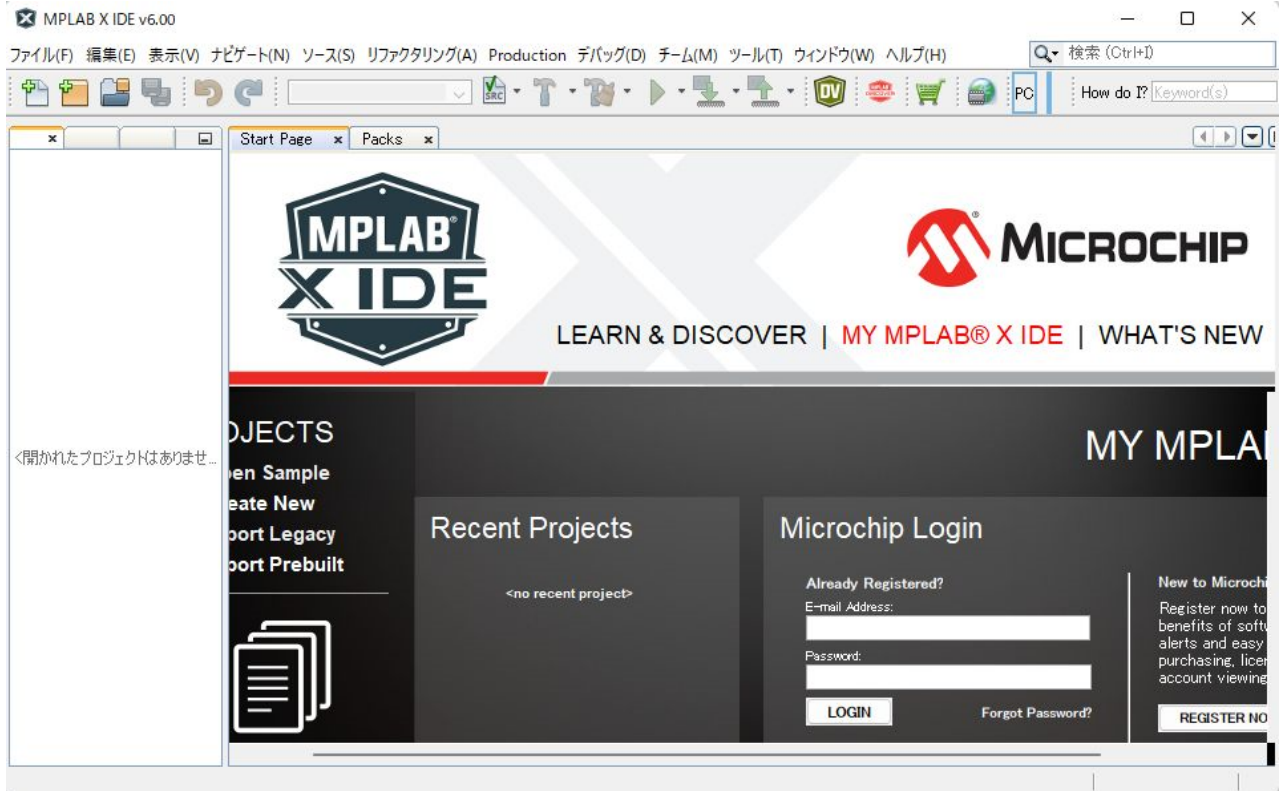 MPLAB X IDE v6.00
ファイル(F) 編集(E) 表示(V) ナビゲート(N) ソース(S) リファクタリング(A) Production デバッグ(D) チーム(M) ツール(T) ウィンドウ(W) ヘルプ(H) 検索 (Ctrl+I)
SRC DV PC How do I? Keyword(s)
Start Page Packs
MPLAB® X IDE
MICROCHIP
LEARN & DISCOVER | MY MPLAB® X IDE | WHAT'S NEW
<開かれたプロジェクトはありませ...
OJECTS
en Sample
eate New
port Legacy
port Prebuilt
MY MPLA
Recent Projects
<no recent project>
Microchip Login
Already Registered?
E-mail Address:
Password:
LOGIN Forgot Password?
New to Microchi
Register now to
benefits of softw
alerts and easy
purchasing, licen
account viewing
REGISTER NO